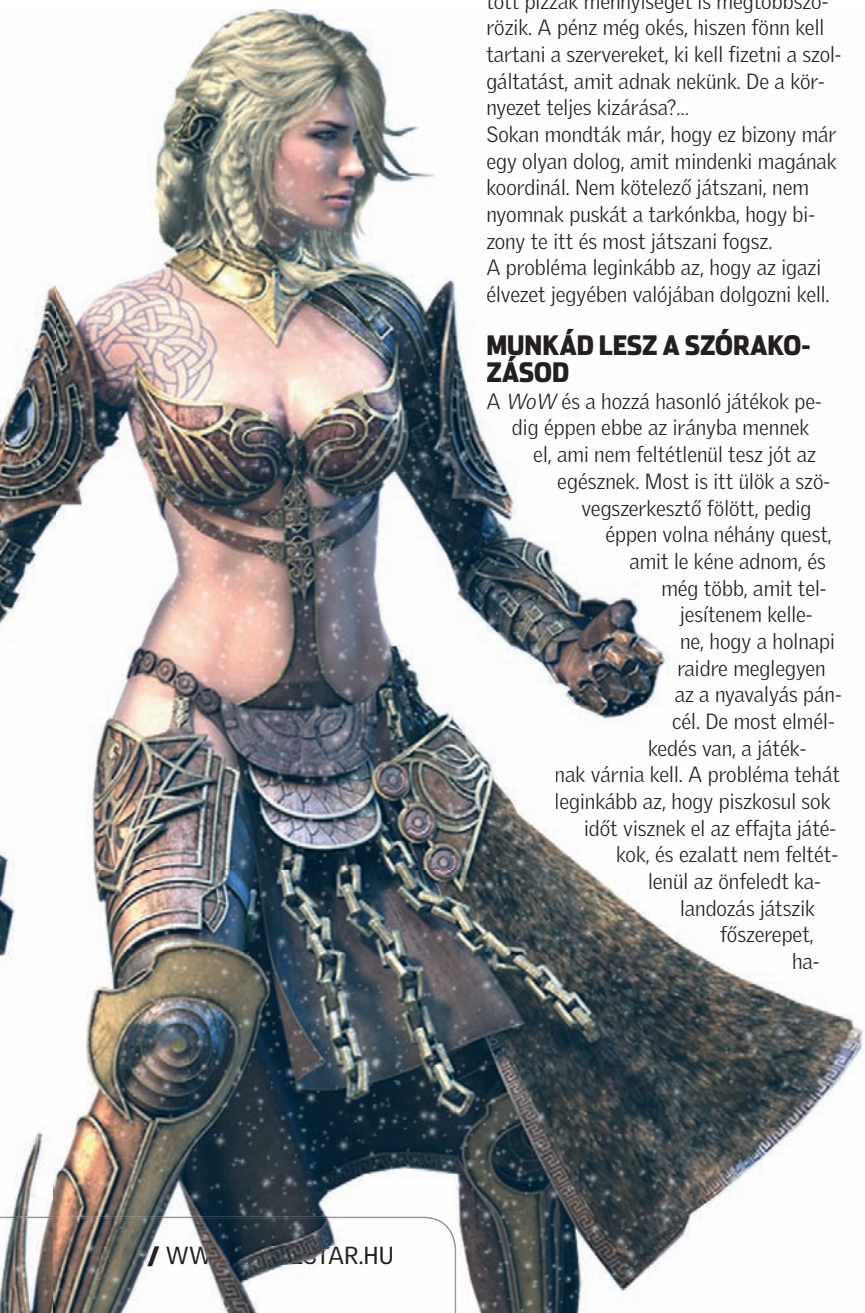 tott pizzák mennyiségét is megtöbbszö-
rözik. A pénz még okés, hiszen fönn kell
tartani a szervereket, ki kell fizetni a szol-
gáltatást, amit adnak nekünk. De a kör-
nyezet teljes kizárása?...
Sokan mondták már, hogy ez bizony már
egy olyan dolog, amit mindenki magának
koordinál. Nem kötelező játszani, nem
nyomnak puskát a tarkónkba, hogy bi-
zony te itt és most játszani fogsz.
A probléma leginkább az, hogy az igazi
élvezet jegyében valójában dolgozni kell.
MUNKÁD LESZ A SZÓRAKO-
ZÁSOD
A WoW és a hozzá hasonló játékok pe-
dig éppen ebbe az irányba mennek
el, ami nem feltétlenül tesz jót az
egésznek. Most is itt ülök a szö-
vegszerkesztő fölött, pedig
éppen volna néhány quest,
amit le kéne adnom, és
még több, amit tel-
jesítenem kelle-
ne, hogy a holnapi
raidre meglegyen
az a nyavalyás pán-
cél. De most elmél-
kedés van, a játék-
nak várnia kell. A probléma tehát
leginkább az, hogy piszkosul sok
időt visznek el az effajta játé-
kok, és ezalatt nem feltét-
lenül az önfeledt ka-
landozás játszik
főszerepet,
ha-